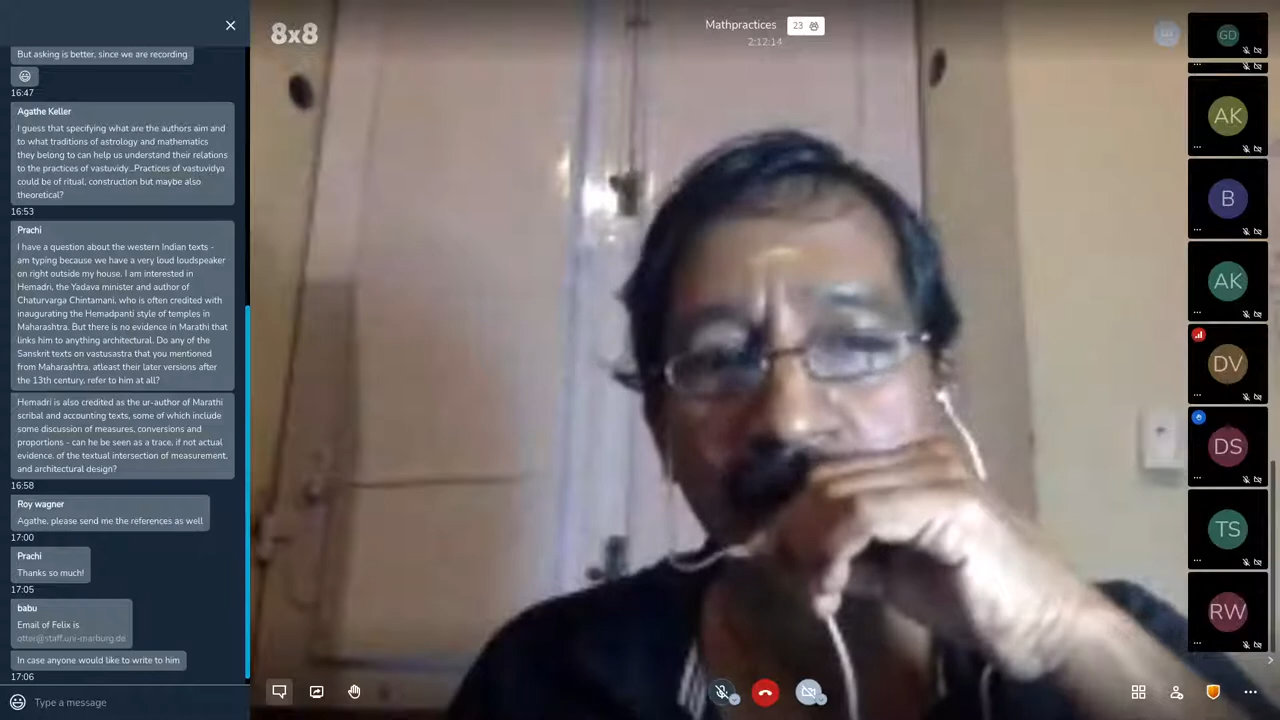 But asking is better, since we are recording
16:47
Agathe Keller
I guess that specifying what are the authors aim and
to what traditions of astrology and mathematics
they belong to can help us understand their relations
to the practices of vastuvidy...Practices of vastuvidya
could be of ritual, construction but maybe also
theoretical?
16:53
Prachi
I have a question about the western Indian texts -
am typing because we have a very loud loudspeaker
on right outside my house. I am interested in
Hemadri, the Yadava minister and author of
Chaturvarga Chintamani, who is often credited with
inaugurating the Hemadpanti style of temples in
Maharashtra. But there is no evidence in Marathi that
links him to anything architectural. Do any of the
Sanskrit texts on vastusastra that you mentioned
from Maharashtra, atleast their later versions after
the 13th century, refer to him at all?
Hemadri is also credited as the ur-author of Marathi
scribal and accounting texts, some of which include
some discussion of measures, conversions and
proportions - can he be seen as a trace, if not actual
evidence, of the textual intersection of measurement,
and architectural design?
16:58
Roy wagner
Agathe, please send me the references as well
17:00
Prachi
Thanks so much!
17:05
babu
Email of Felix is
otter@staff.uni-marburg.de
In case anyone would like to write to him
17:06
Type a message
8x8
Mathpractices 23
2:12:14
GD
AK
B
AK
DV
DS
TS
RW